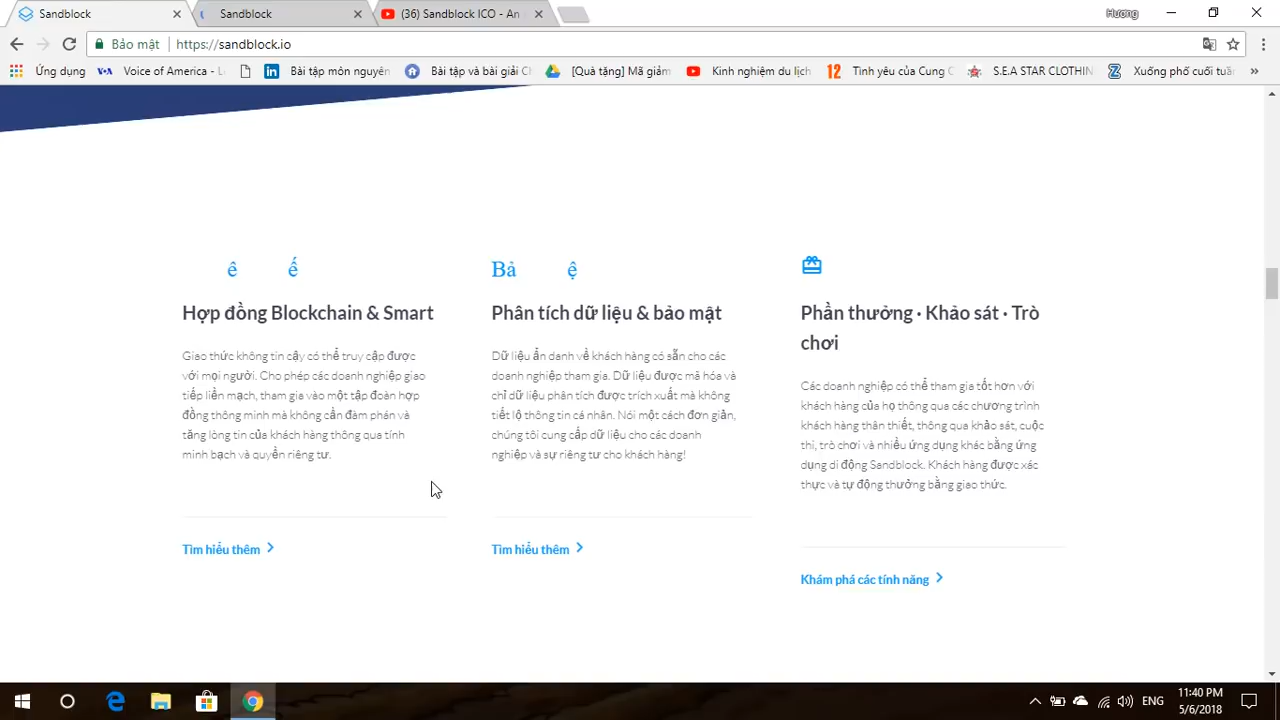 Sandblock
Sandblock
(36) Sandblock ICO - An
Hương
Bảo mật
https://sandblock.io
Ứng dụng
Voice of America - L
Bài tập môn nguyên
Bài tập và bài giải C
[Quà tặng] Mã giảm
Kinh nghiệm du lịch
12
Tình yêu của Cung
S.E.A STAR CLOTHIN
Xuống phố cuối tuần
»
ê ế
Hợp đồng Blockchain & Smart
Giao thức không tin cậy có thể truy cập được
với mọi người. Cho phép các doanh nghiệp giao
tiếp liền mạch, tham gia vào một tập đoàn hợp
đồng thông minh mà không cần đàm phán và
tăng lòng tin của khách hàng thông qua tính
minh bạch và quyền riêng tư.
Tìm hiểu thêm
Bả ệ
Phân tích dữ liệu & bảo mật
Dữ liệu ẩn danh về khách hàng có sẵn cho các
doanh nghiệp tham gia. Dữ liệu được mã hóa và
chỉ dữ liệu phân tích được trích xuất mà không
tiết lộ thông tin cá nhân. Nói một cách đơn giản,
chúng tôi cung cấp dữ liệu cho các doanh
nghiệp và sự riêng tư cho khách hàng!
Tìm hiểu thêm
Phần thưởng · Khảo sát · Trò
chơi
Các doanh nghiệp có thể tham gia tốt hơn với
khách hàng của họ thông qua các chương trình
khách hàng thân thiết, thông qua khảo sát, cuộc
thi, trò chơi và nhiều ứng dụng khác bằng ứng
dụng di động Sandblock. Khách hàng được xác
thực và tự động thưởng bằng giao thức.
Khám phá các tính năng
ENG
11:40 PM
5/6/2018